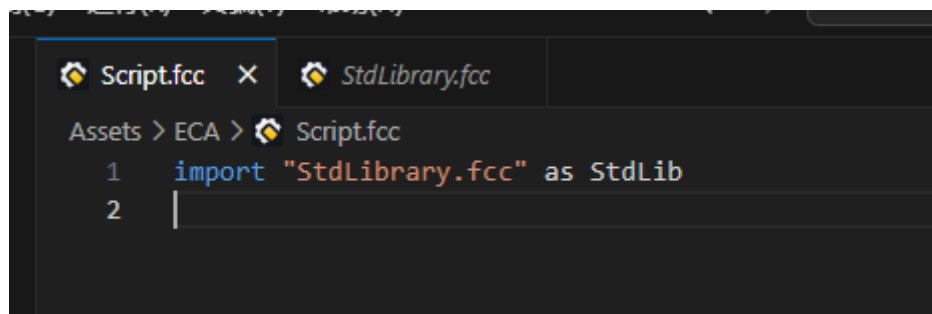 Script.fcc
StdLibrary.fcc
Assets > ECA > Script.fcc
1 import "StdLibrary.fcc" as StdLib
2